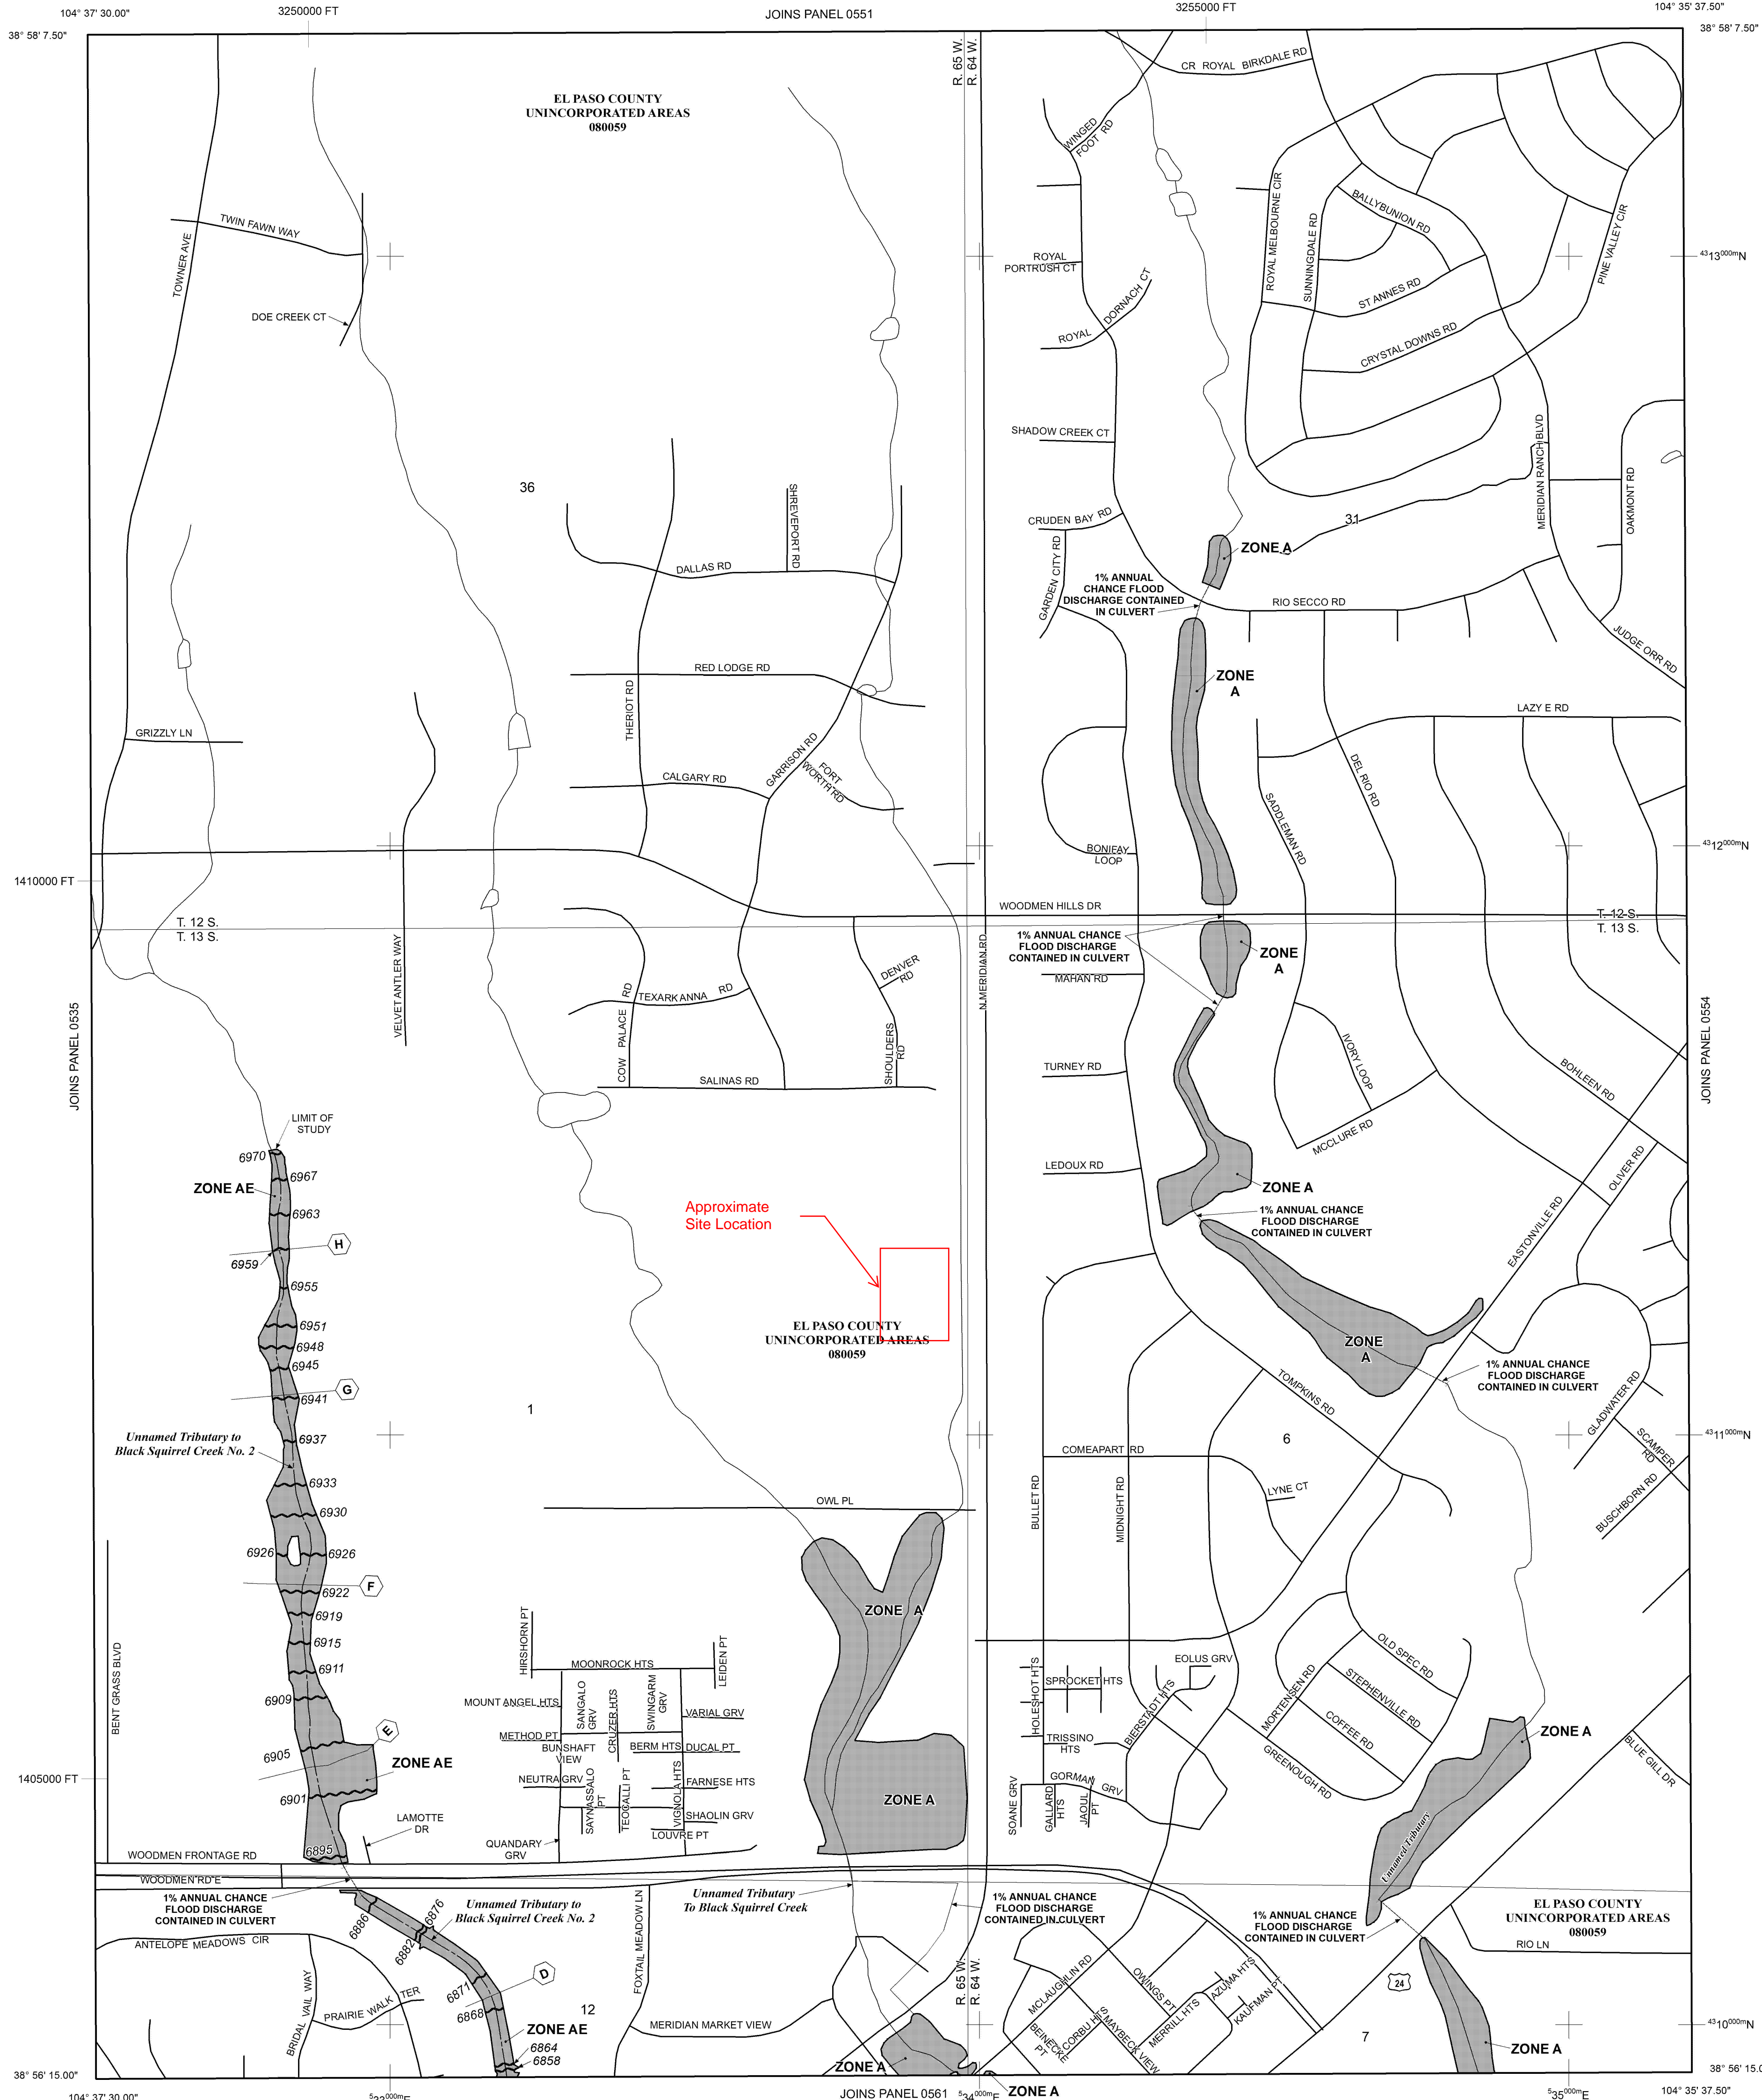 104° 37' 30.00"
3250000 FT
JOINS PANEL 0551
3255000 FT
104° 35' 37.50"
38° 58' 7.50"
38° 58' 7.50"
R. 65 W.
R. 64 W.
CR ROYAL BIRKDALE RD
EL PASO COUNTY
UNINCORPORATED AREAS
080059
WINGED
FOOT RD
TWIN FAWN WAY
TOWNER AVE
DOE CREEK CT
ROYAL MELBOURNE CIR
SUNNINGDALE RD
BALLYBUNION RD
PINE VALLEY CIR
ROYAL
PORTRUSH CT
4313000mN
ROYAL DORNACH CT
ST ANNES RD
CRYSTAL DOWNS RD
SHADOW CREEK CT
MERIDIAN RANCH BLVD
OAKMONT RD
36
SHREVEPORT RD
CRUDEN BAY RD
31
GARDEN CITY RD
ZONE A
DALLAS RD
1% ANNUAL
CHANCE FLOOD
DISCHARGE CONTAINED
IN CULVERT
RIO SECCO RD
JUDGE ORR RD
RED LODGE RD
ZONE
A
THERIOT RD
LAZY E RD
GRIZZLY LN
GARRISON RD
FORT
WORTH RD
CALGARY RD
DEL RIO RD
SADDLEMAN RD
BONIFAY
LOOP
4312000mN
1410000 FT
WOODMEN HILLS DR
T. 12 S.
T. 13 S.
T. 12 S.
T. 13 S.
N MERIDIAN RD
1% ANNUAL CHANCE
FLOOD DISCHARGE
CONTAINED IN CULVERT
ZONE
A
MAHAN RD
VELVET ANTLER WAY
DENVER
RD
TEXARKANNA RD
COW PALACE RD
SHOULDERS
RD
SALINAS RD
JOINS PANEL 0535
JOINS PANEL 0554
TURNEY RD
IVORY LOOP
BOHLEEN RD
MCCLURE RD
LIMIT OF
STUDY
6970
6967
ZONE AE
6963
LEDOUX RD
OLIVER RD
ZONE A
Approximate
Site Location
1% ANNUAL CHANCE
FLOOD DISCHARGE
CONTAINED IN CULVERT
EASTONVILLE RD
H
6959
6955
6951
6948
6945
EL PASO COUNTY
UNINCORPORATED AREAS
080059
ZONE
A
1% ANNUAL CHANCE
FLOOD DISCHARGE
CONTAINED IN CULVERT
G
6941
TOMPKINS RD
GLADWATER RD
1
6937
Unnamed Tributary to
Black Squirrel Creek No. 2
6
COMEAPART RD
SCAMPER
RD
4311000mN
6933
6930
OWL PL
BULLET RD
MIDNIGHT RD
LYNE CT
BUSCHBORN RD
6926
6926
F
6922
6919
6915
6911
6909
ZONE A
BENT GRASS BLVD
HIRSHORN PT
MOONROCK HTS
LEIDEN PT
MOUNT ANGEL HTS
SANGALO
GRV
CRUZER HTS
SWINGARM
GRV
VARIAL GRV
METHOD PT
BUNSHAFT
VIEW
BERM HTS
DUCAL PT
NEUTRA GRV
SAYNASSALO
PT
TEOCALLI PT
VIGNOLA HTS
FARNESE HTS
SHAOLIN GRV
LOUVRE PT
QUANDARY
GRV
EOLUS GRV
SPROCKET HTS
HOLESHOT HTS
BIERSTADT HTS
TRISSINO
HTS
GORMAN GRV
SOANE GRV
GALLARD
HTS
JAOUL
PT
OLD SPEC RD
STEPHENVILLE RD
MORTENSEN RD
COFFEE RD
GREENOUGH RD
ZONE A
BLUE GILL DR
E
6905
ZONE AE
6901
1405000 FT
ZONE A
LAMOTTE
DR
6895
WOODMEN FRONTAGE RD
WOODMEN RD E
Unnamed Tributary
1% ANNUAL CHANCE
FLOOD DISCHARGE
CONTAINED IN CULVERT
6886
6876
6882
Unnamed Tributary to
Black Squirrel Creek No. 2
Unnamed Tributary
To Black Squirrel Creek
1% ANNUAL CHANCE
FLOOD DISCHARGE
CONTAINED IN CULVERT
1% ANNUAL CHANCE
FLOOD DISCHARGE
CONTAINED IN CULVERT
EL PASO COUNTY
UNINCORPORATED AREAS
080059
ANTELOPE MEADOWS CIR
FOXTAIL MEADOW LN
RIO LN
D
6871
6868
12
BRIDAL VAIL WAY
PRAIRIE WALK TER
R. 65 W.
R. 64 W.
MCLAUGHLIN RD
OWINGS PT
AZUMA HTS
KAUFMAN PT
MERRILL HTS
MAYBECK VIEW
CORBU HTS
BEINECKE
PT
24
7
MERIDIAN MARKET VIEW
ZONE AE
6864
6858
4310000mN
ZONE A
ZONE A
38° 56' 15.00"
38° 56' 15.0
104° 37' 30.00"
JOINS PANEL 0561
534000mE
ZONE A
535000mE
104° 35' 37.50"